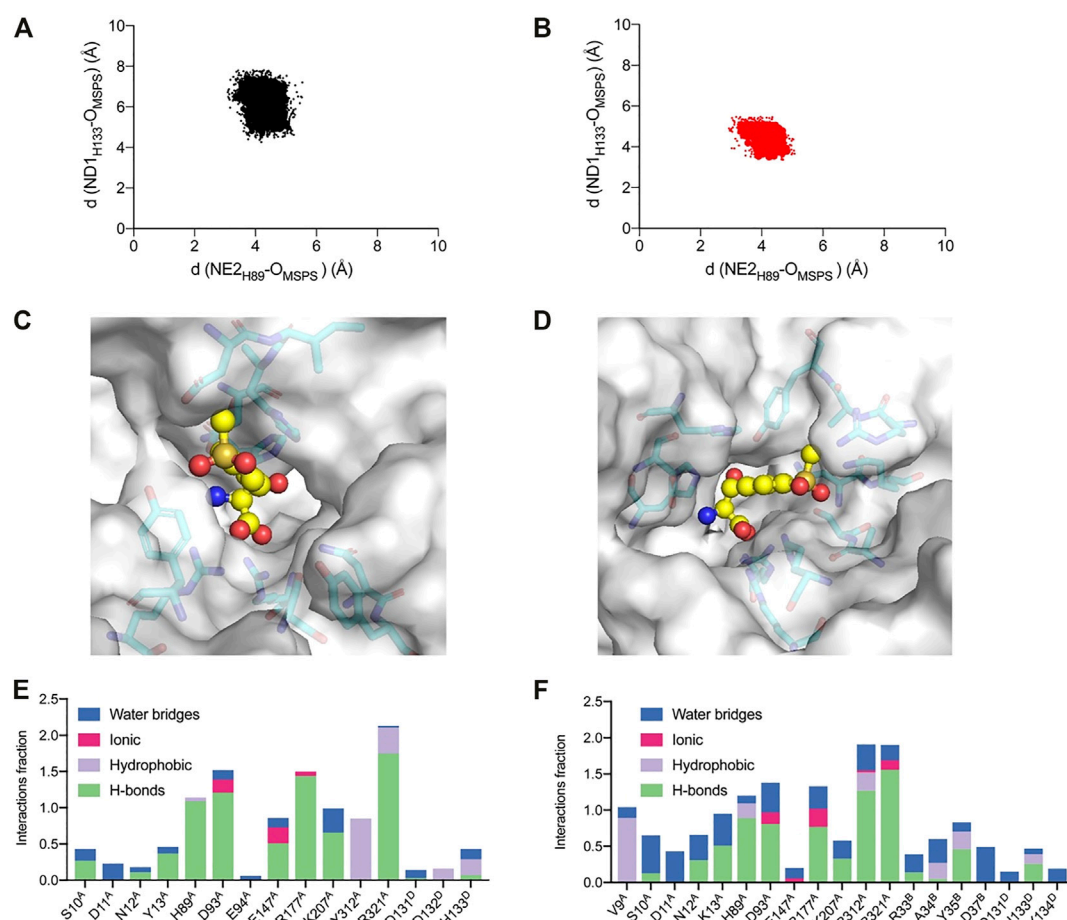 A
10
8
6
4
2
0
d (ND1H133-OMSPS) (Å)
0 2 4 6 8 10
d (NE2H89-OMSPS) (Å)
B
10
8
6
4
2
0
d (ND1H133-OMSPS) (Å)
0 2 4 6 8 10
d (NE2H89-OMSPS) (Å)
C
D
E
2.5
2.0
1.5
1.0
0.5
0.0
Interactions fraction
Water bridges
Ionic
Hydrophobic
H-bonds
S10A
D11A
N12A
Y13A
H89A
D93A
E94A
E147A
R177A
K207A
Y312A
R321A
D131D
D132D
H133D
F
2.5
2.0
1.5
1.0
0.5
0.0
Interactions fraction
Water bridges
Ionic
Hydrophobic
H-bonds
V9A
S10A
D11A
N12A
K13A
H89A
D93A
R33B
A34B
Y35B